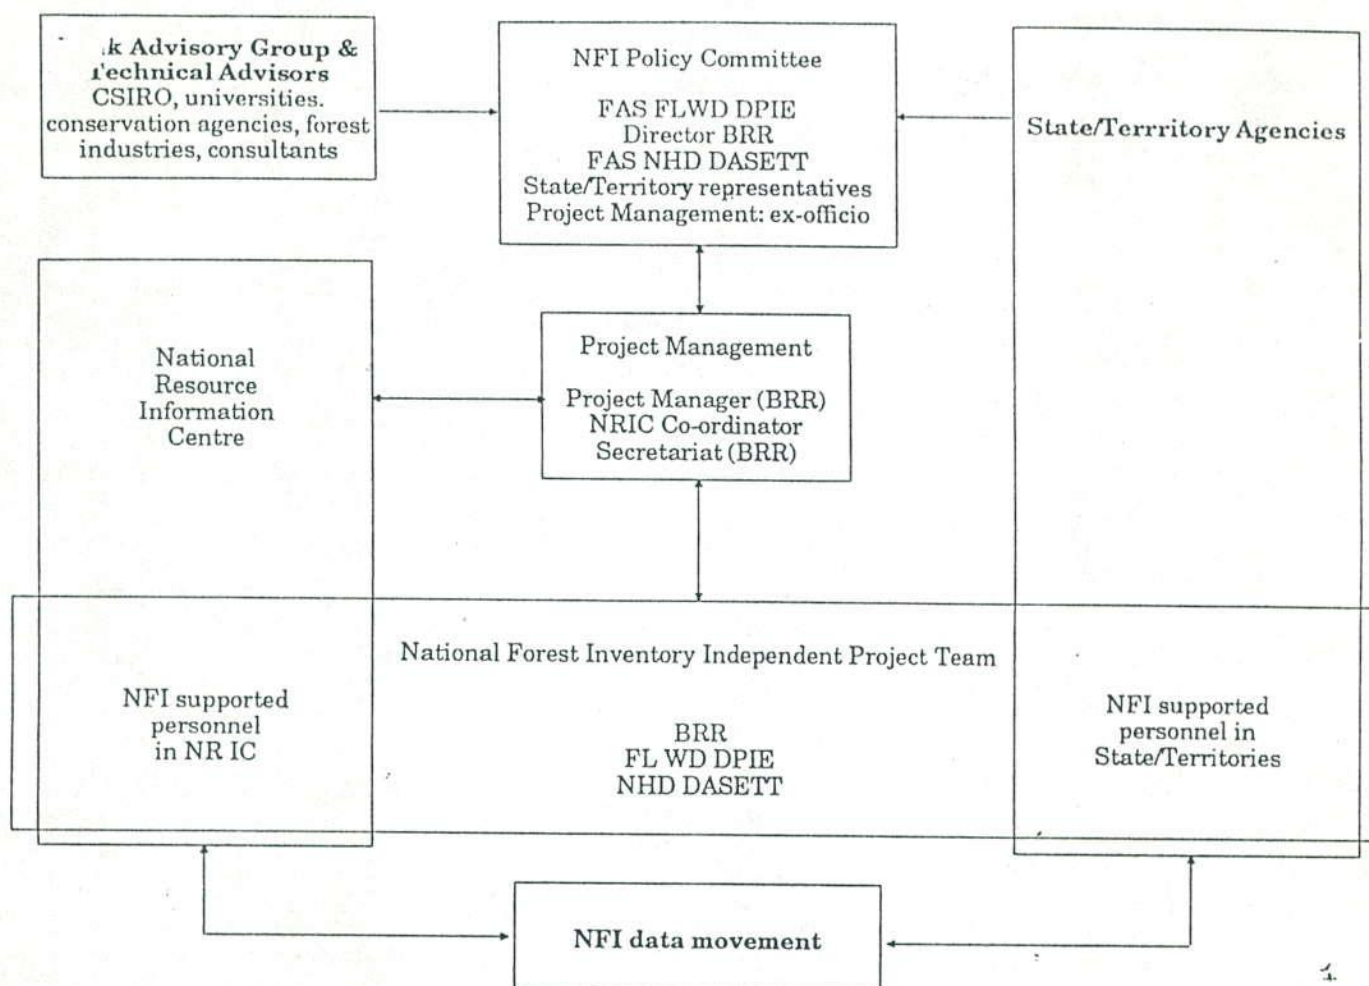 k Advisory Group &
Technical Advisors
CSIRO, universities.
conservation agencies, forest
industries, consultants
NFI Policy Committee
FAS FLWD DPIE
Director BRR
FAS NHD DASETT
State/Territory representatives
Project Management: ex-officio
State/Terrritory Agencies
National
Resource
Information
Centre
Project Management
Project Manager (BRR)
NRIC Co-ordinator
Secretariat (BRR)
National Forest Inventory Independent Project Team
NFI supported
personnel
in NR IC
BRR
FL WD DPIE
NHD DASETT
NFI supported
personnel in
State/Territories
NFI data movement